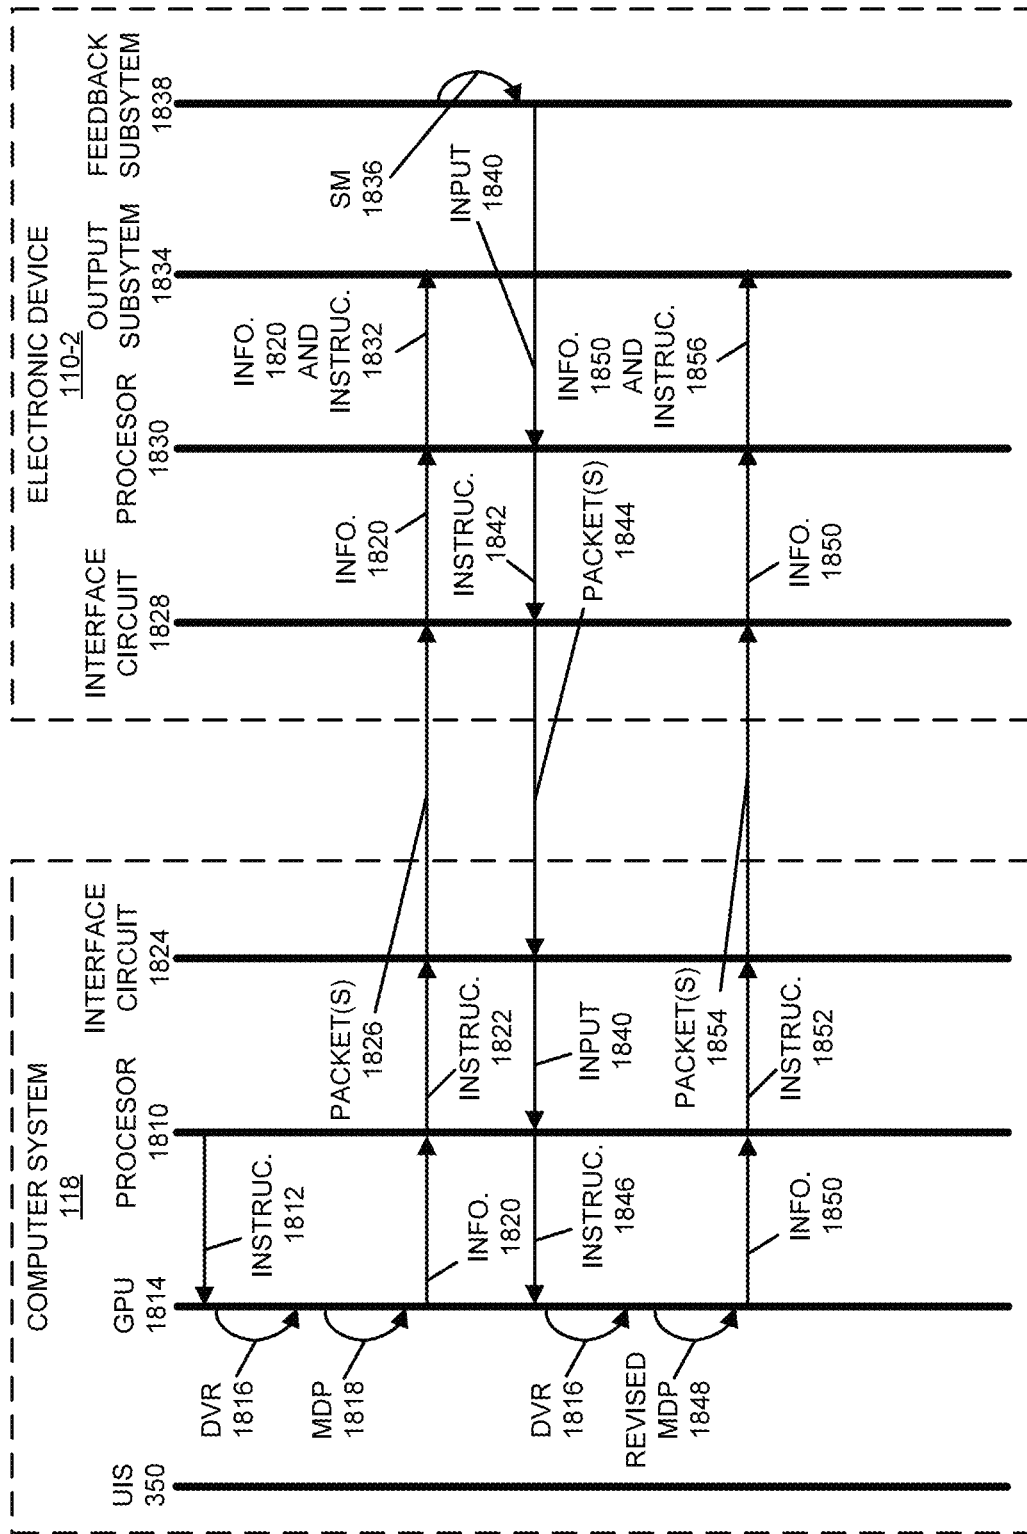 COMPUTER SYSTEM
118
ELECTRONIC DEVICE
110-2
UIS
350
GPU
1814
PROCESOR
1810
INTERFACE
CIRCUIT
1824
INTERFACE
CIRCUIT
1828
PROCESOR
1830
OUTPUT
SUBSYTEM
1834
FEEDBACK
SUBSYTEM
1838
INSTRUC.
1812
DVR
1816
MDP
1818
INFO.
1820
PACKET(S)
1826
INSTRUC.
1822
INFO.
1820
INFO.
1820
AND
INSTRUC.
1832
SM
1836
INPUT
1840
INSTRUC.
1842
PACKET(S)
1844
INPUT
1840
INSTRUC.
1846
DVR
1816
REVISED
MDP
1848
INFO.
1850
PACKET(S)
1854
INSTRUC.
1852
INFO.
1850
INFO.
1850
AND
INSTRUC.
1856